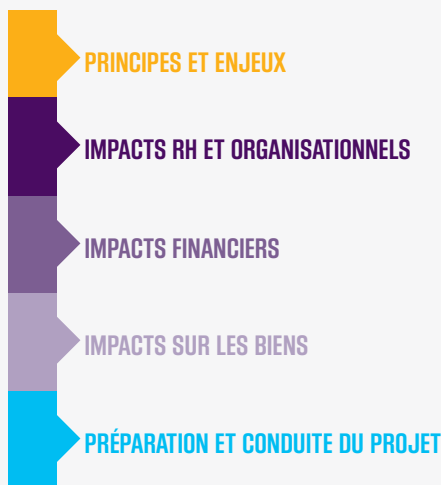 PRINCIPES ET ENJEUX
IMPACTS RH ET ORGANISATIONNELS
IMPACTS FINANCIERS
IMPACTS SUR LES BIENS
PRÉPARATION ET CONDUITE DU PROJET